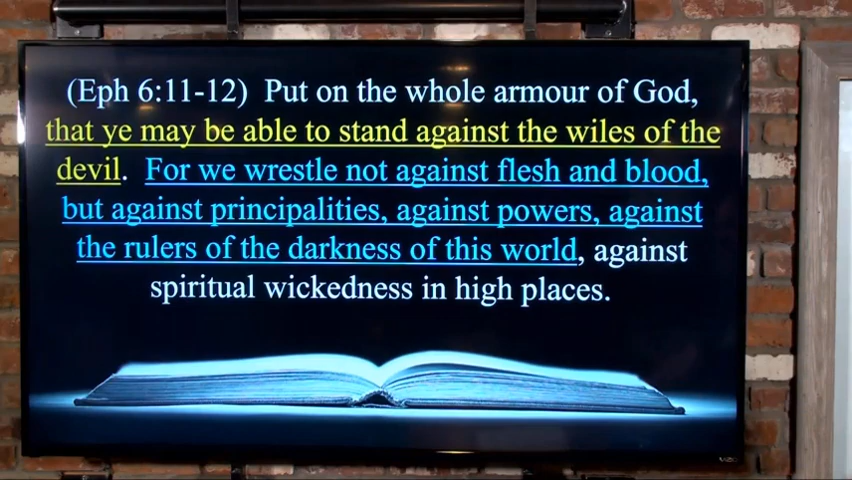 (Eph 6:11-12) Put on the whole armour of God,
that ye may be able to stand against the wiles of the
devil. For we wrestle not against flesh and blood,
but against principalities, against powers, against
the rulers of the darkness of this world, against
spiritual wickedness in high places.
VIZIO